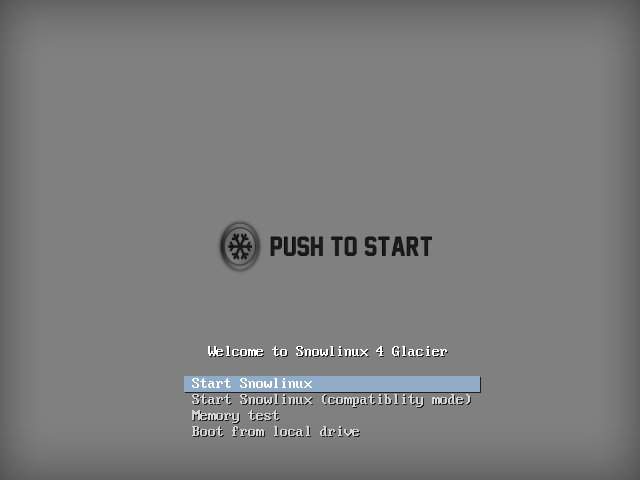 PUSH TO START
Welcome to Snowlinux 4 Glacier
Start Snowlinux
Start Snowlinux (compatiblity mode)
Memory test
Boot from local drive